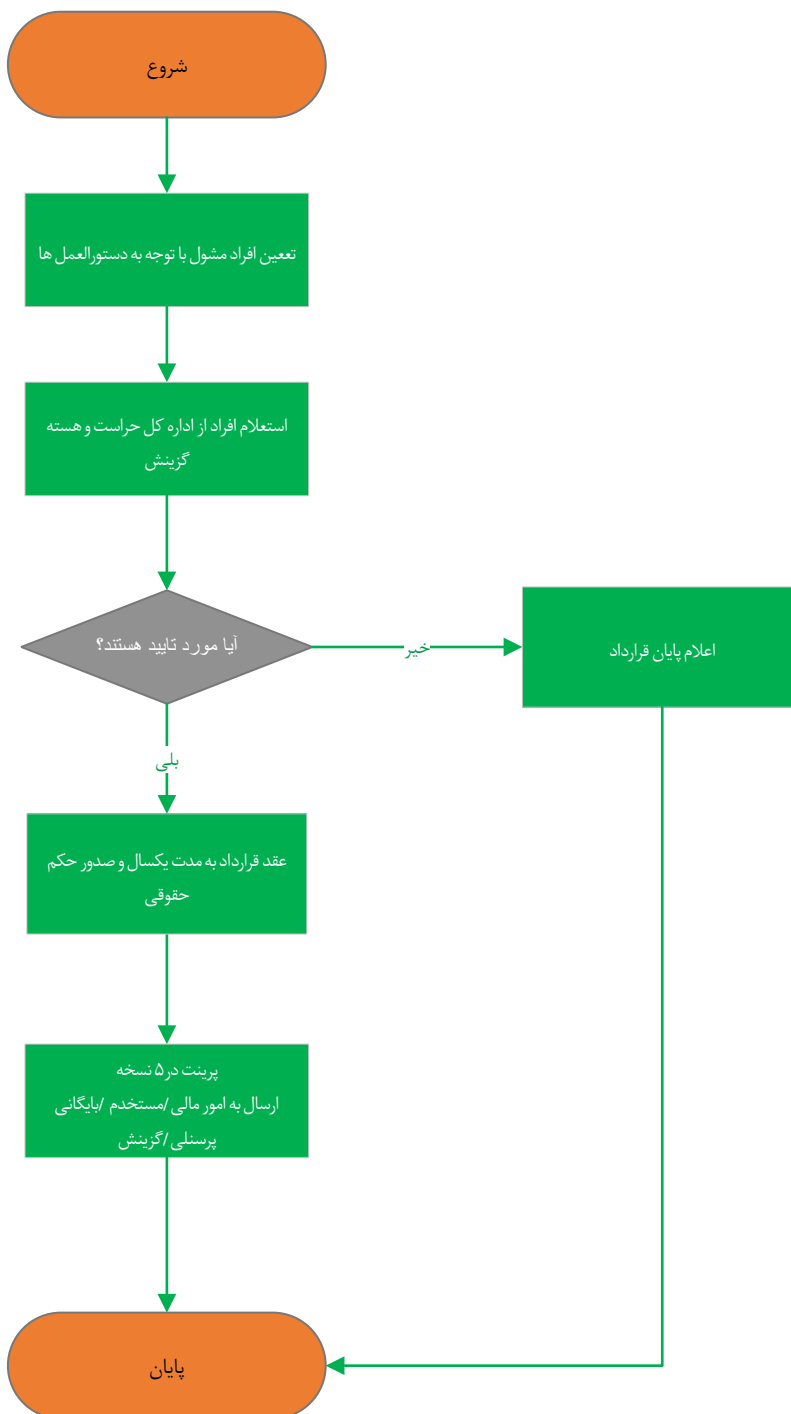 شروع
تععین افراد مشول با توجه به دستورالعمل ها
استعلام افراد از اداره کل حراست و هسته
گزینش
آیا مورد تایید هستند؟
خیر
اعلام پایان قرارداد
بلی
عقد قرارداد به مدت یکسال و صدور حکم
حقوقی
پرینت در۵ نسخه
ارسال به امور مالی /مستخدم /بایگانی
پرسنلی /گزینش
پایان